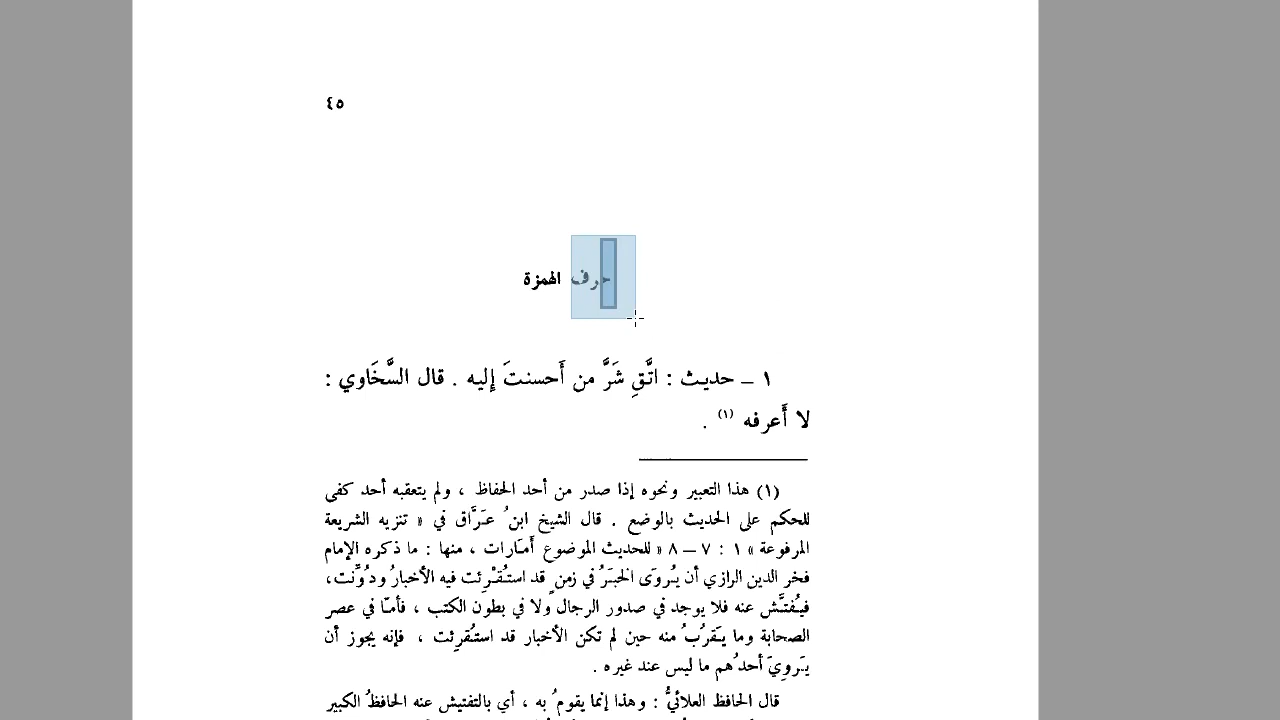 ٤٥
حرف الهمزة
١ – حديث : اتَّقِ شَرَّ من أَحسنتَ إِليه . قال السَّخَاوي :
لا أَعرفه (١) .
(١) هذا التعبير ونحوه إذا صدر من أحد الحفاظ ، ولم يتعقبه أحد كفى
للحكم على الحديث بالوضع . قال الشيخ ابنُ عَرَّاق في « تنزيه الشريعة
المرفوعة » ١ : ٧ – ٨ « للحديث الموضوع أَمَارات ، منها : ما ذكره الإمام
فخر الدين الرازي أن يُروَى الخبَرُ في زمنٍ قد استُقْرِئت فيه الأخبارُ ودُوِّنت،
فيُفتَّش عنه فلا يوجد في صدور الرجال ولا في بطون الكتب ، فأمّا في عصر
الصحابة وما يَقرُبُ منه حين لم تكن الأخبار قد استُقرِئت ، فإنه يجوز أن
يَروِيَ أحدُهم ما ليس عند غيره .
قال الحافظ العلائيُّ : وهذا إنما يقومُ به ، أي بالتفتيش عنه الحافظُ الكبير